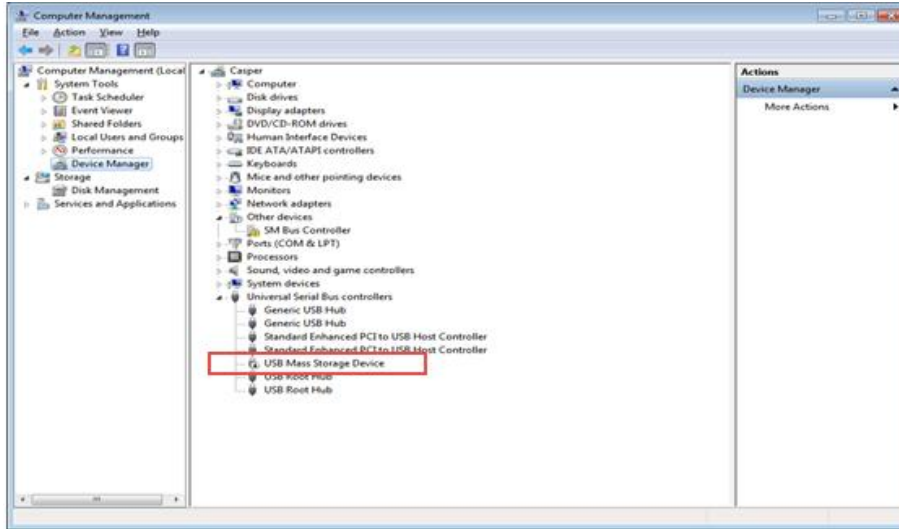 Computer Management
File Action View Help
Computer Management (Local
System Tools
Task Scheduler
Event Viewer
Shared Folders
Local Users and Groups
Performance
Device Manager
Storage
Disk Management
Services and Applications
Casper
Computer
Disk drives
Display adapters
DVD/CD-ROM drives
Human Interface Devices
IDE ATA/ATAPI controllers
Keyboards
Mice and other pointing devices
Monitors
Network adapters
Other devices
SM Bus Controller
Ports (COM & LPT)
Processors
Sound, video and game controllers
System devices
Universal Serial Bus controllers
Generic USB Hub
Generic USB Hub
Standard Enhanced PCI to USB Host Controller
Standard Enhanced PCI to USB Host Controller
USB Mass Storage Device
USB Root Hub
USB Root Hub
Actions
Device Manager
More Actions